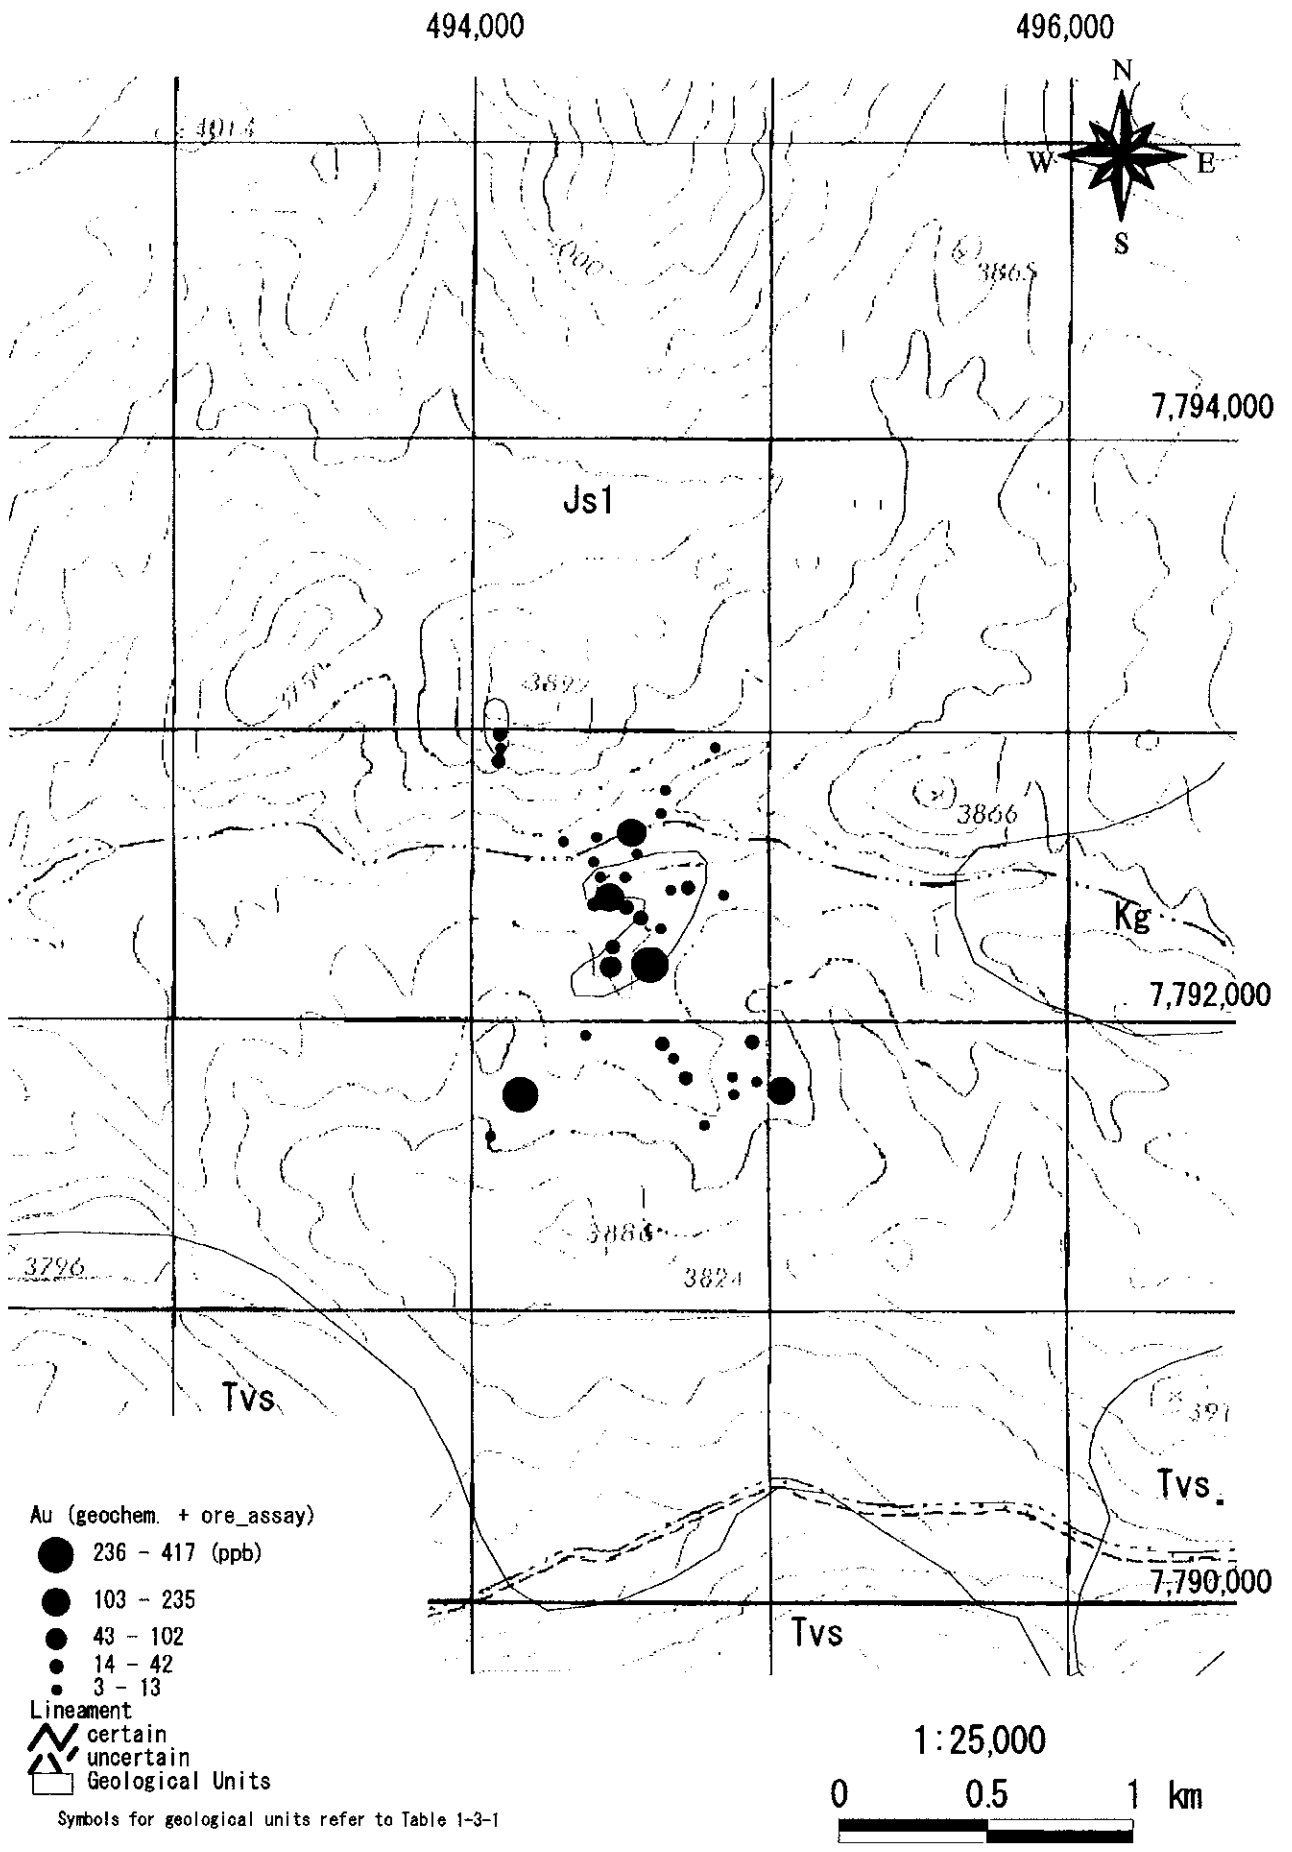 494,000
496,000
N
4014
W
E
S
4000
3865
7,794,000
Js1
3750
3866
Kg
7,792,000
3886
3796
3824
Tvs
Tvs
7,790,000
Tvs
Au (geochem. + ore_assay)
236 - 417 (ppb)
103 - 235
43 - 102
14 - 42
3 - 13
Lineament
certain
uncertain
Geological Units
Symbols for geological units refer to Table 1-3-1
1:25,000
0 0.5 1 km